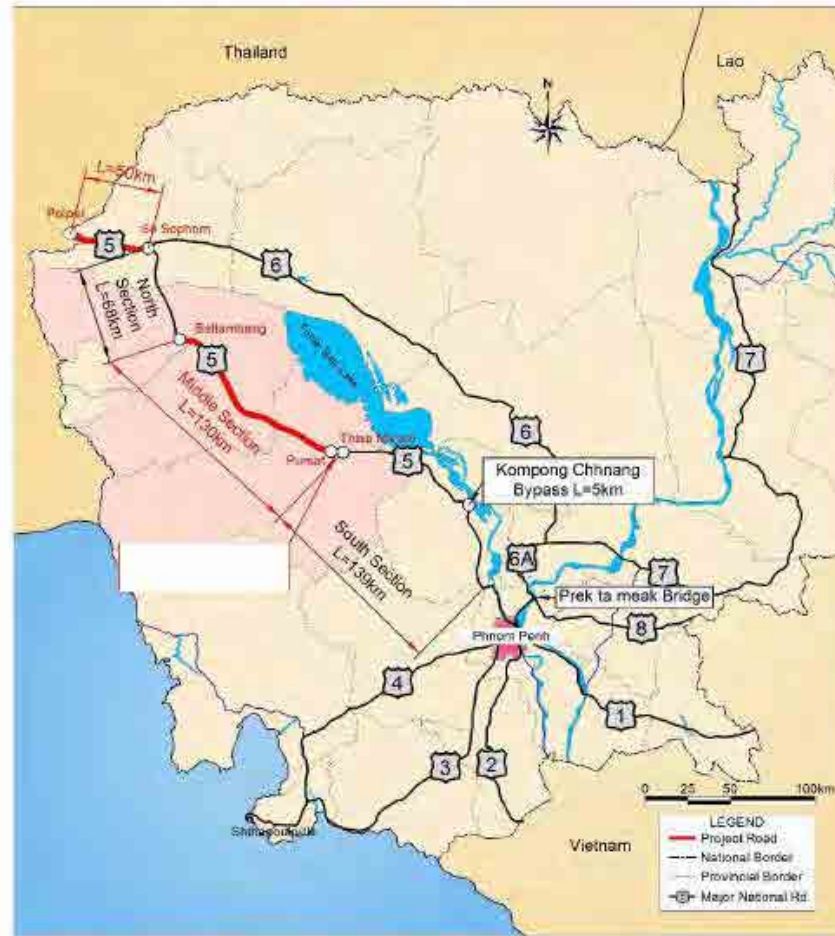 Thailand
Lao
N
L=50km
Poipet
5
Sri Sophorn
6
North
Section
L=68km
Battambang
5
Middle Section
L=130km
Tonle Sap Lake
7
6
Pursat
Thlea
5
Kompong Chhnang
Bypass L=5km
South Section
L=139km
6A
7
Prek ta meak Bridge
8
Phnom Penh
4
1
3
2
0 25 50 100km
LEGEND
Project Road
National Border
Provincial Border
5 Major National Rd.
Vietnam